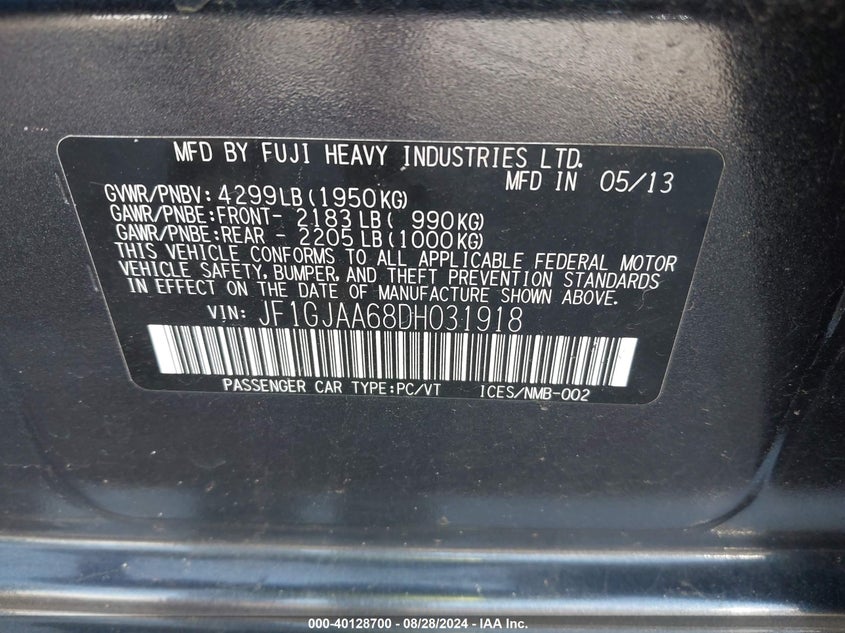 MFD BY FUJI HEAVY INDUSTRIES LTD.
MFD IN 05/13
GVWR/PNBV: 4299LB(1950KG)
GAWR/PNBE:FRONT- 2183LB( 990KG)
GAWR/PNBE:REAR - 2205LB(1000KG)
THIS VEHICLE CONFORMS TO ALL APPLICABLE FEDERAL MOTOR
VEHICLE SAFETY, BUMPER, AND THEFT PREVENTION STANDARDS
IN EFFECT ON THE DATE OF MANUFACTURE SHOWN ABOVE.
VIN: JF1GJAA68DH031918
PASSENGER CAR TYPE:PC/VT ICES/NMB-002
000-40128700 - 08/28/2024 - IAA Inc.